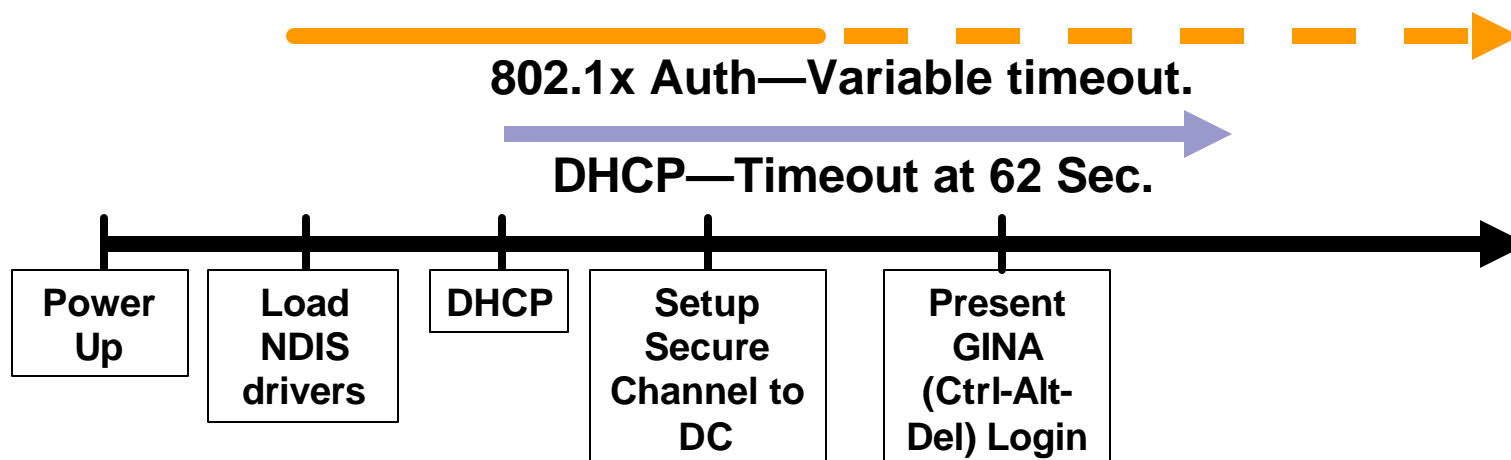 802.1x Auth—Variable timeout.
DHCP—Timeout at 62 Sec.
Power
Up
Load
NDIS
drivers
DHCP
Setup
Secure
Channel to
DC
Present
GINA
(Ctrl-Alt-
Del) Login